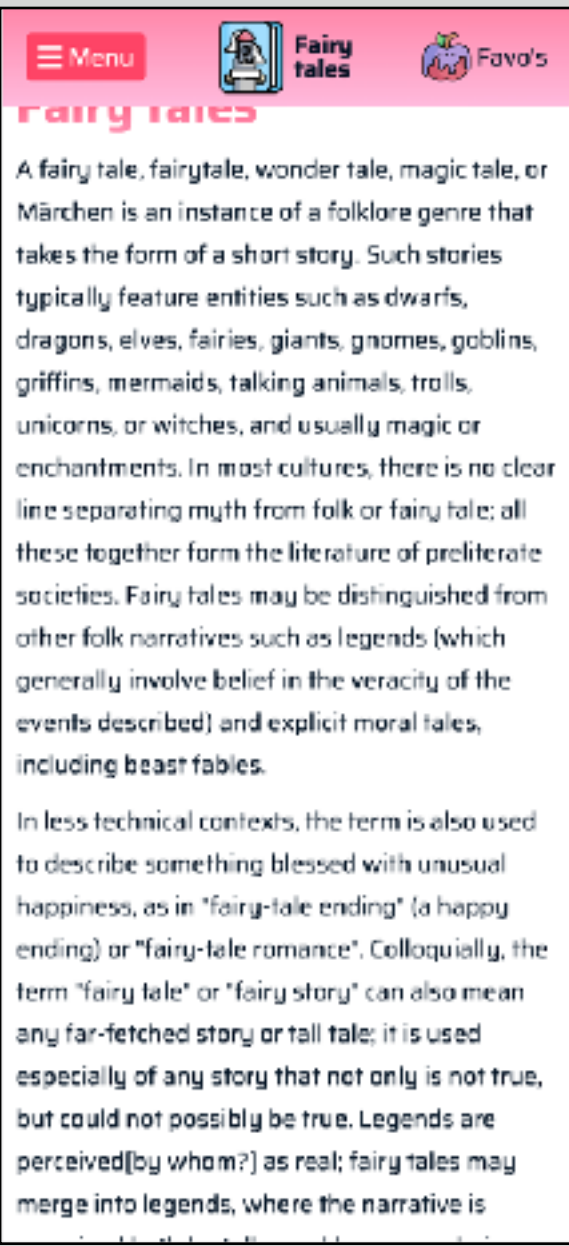 Menu
Fairy
tales
Favo's
Fairy Tales
A fairy tale, fairytale, wonder tale, magic tale, or
Märchen is an instance of a folklore genre that
takes the form of a short story. Such stories
typically feature entities such as dwarfs,
dragons, elves, fairies, giants, gnomes, goblins,
griffins, mermaids, talking animals, trolls,
unicorns, or witches, and usually magic or
enchantments. In most cultures, there is no clear
line separating myth from folk or fairy tale; all
these together form the literature of preliterate
societies. Fairy tales may be distinguished from
other folk narratives such as legends (which
generally involve belief in the veracity of the
events described) and explicit moral tales,
including beast fables.
In less technical contexts, the term is also used
to describe something blessed with unusual
happiness, as in "fairy-tale ending" (a happy
ending) or "fairy-tale romance". Colloquially, the
term "fairy tale" or "fairy story" can also mean
any far-fetched story or tall tale; it is used
especially of any story that not only is not true,
but could not possibly be true. Legends are
perceived[by whom?] as real; fairy tales may
merge into legends, where the narrative is